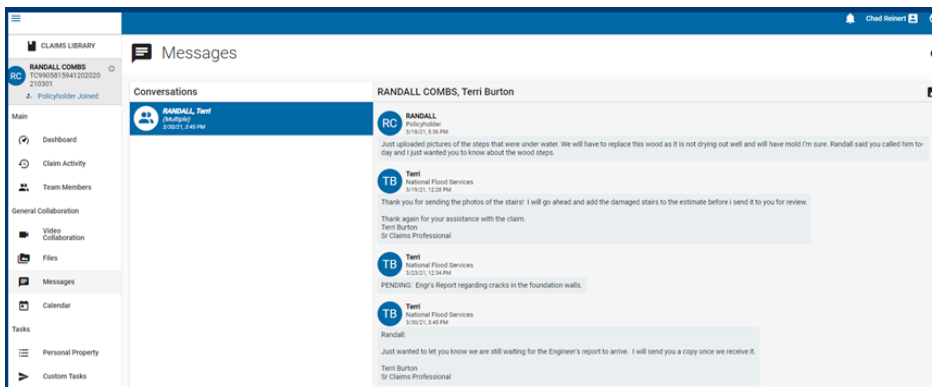 Chad Reinert
CLAIMS LIBRARY
RC
RANDALL COMBS
TC9905815941202020
210301
Policyholder Joined
Main
Dashboard
Claim Activity
Team Members
General Collaboration
Video
Collaboration
Files
Messages
Calendar
Tasks
Personal Property
Custom Tasks
Messages
Conversations
RANDALL, Terri
(Multiple)
3/30/21, 3:45 PM
RANDALL COMBS, Terri Burton
RC
RANDALL
Policyholder
3/18/21, 5:36 PM
Just uploaded pictures of the steps that were under water. We will have to replace this wood as it is not drying out well and will have mold I'm sure. Randall said you called him to-
day and I just wanted you to know about the wood steps.
TB
Terri
National Flood Services
3/19/21, 12:28 PM
Thank you for sending the photos of the stairs! I will go ahead and add the damaged stairs to the estimate before i send it to you for review.
Thank again for your assistance with the claim.
Terri Burton
Sr Claims Professional
TB
Terri
National Flood Services
3/23/21, 12:34 PM
PENDING: Engr's Report regarding cracks in the foundation walls.
TB
Terri
National Flood Services
3/30/21, 3:45 PM
Randall:
Just wanted to let you know we are still waiting for the Engineer's report to arrive. I will send you a copy once we receive it.
Terri Burton
Sr Claims Professional